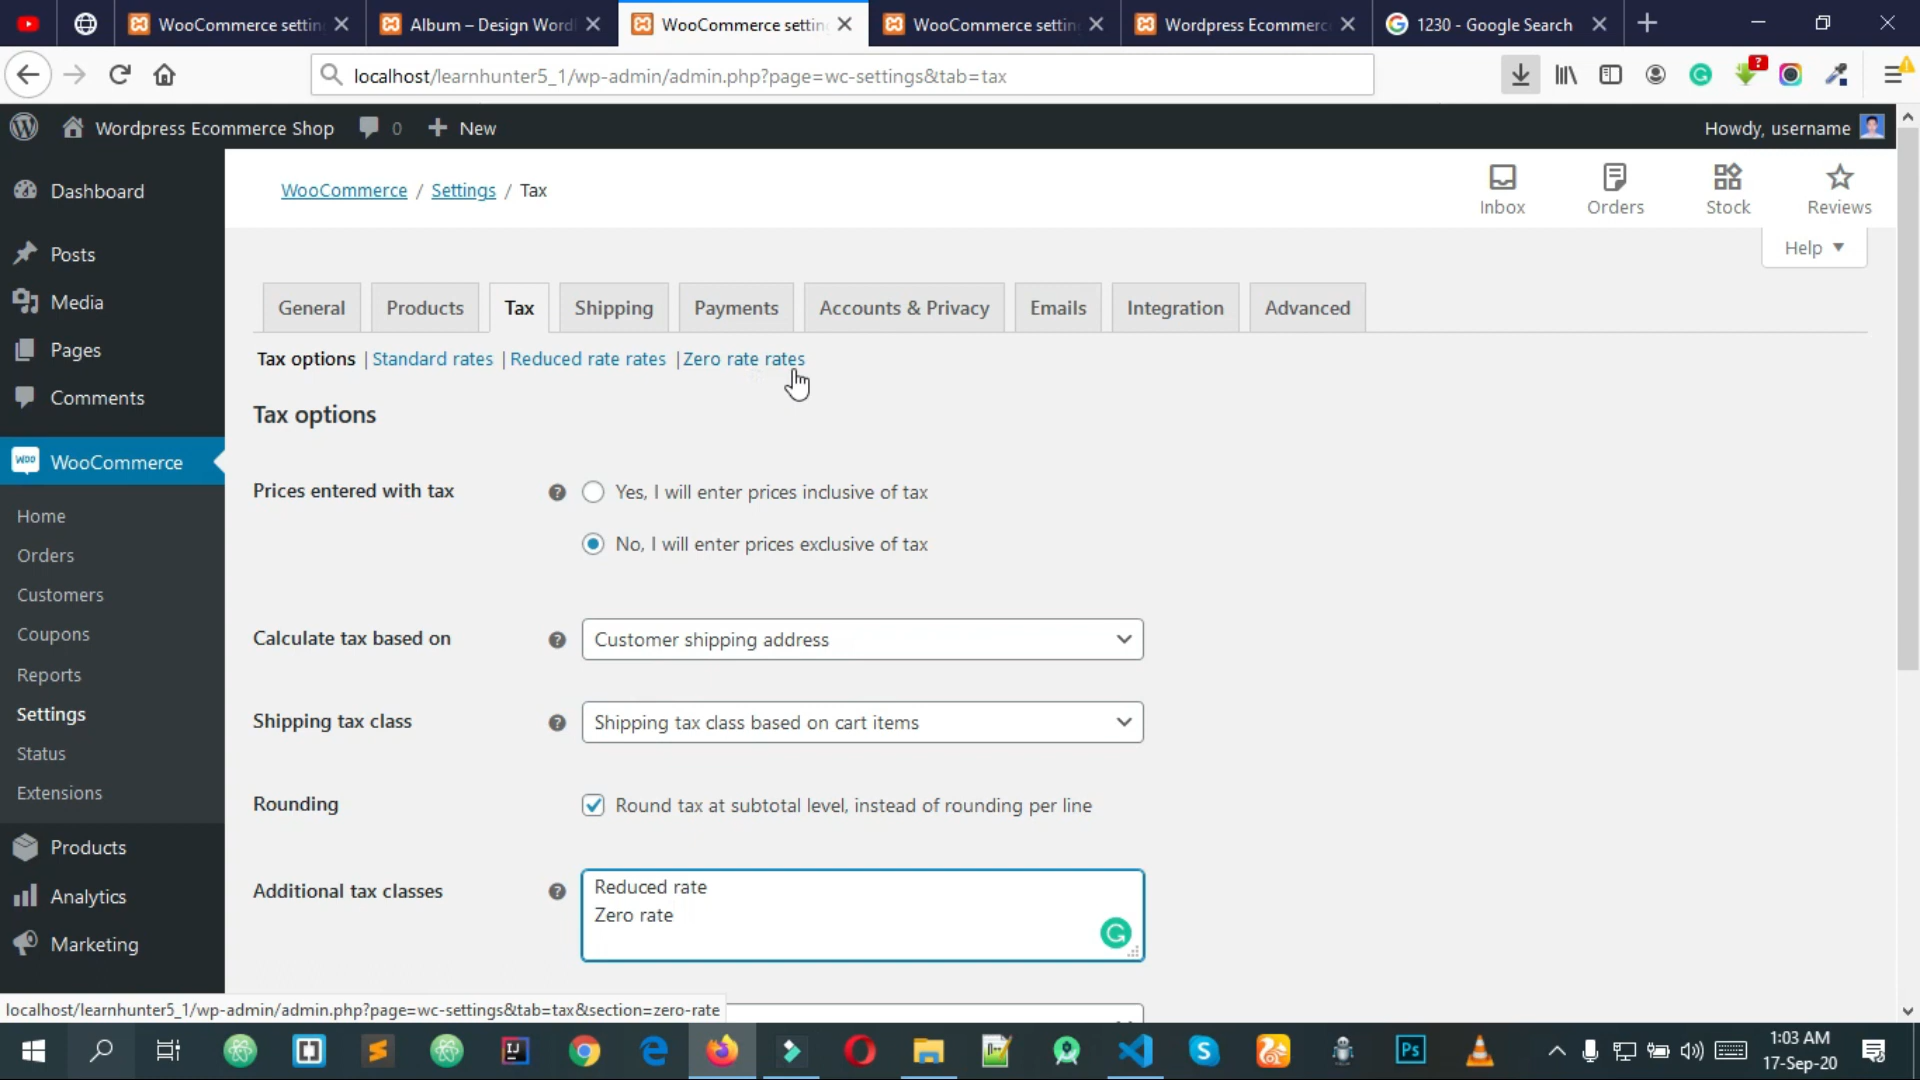 WooCommerce settin
Album – Design Word
WooCommerce settin
WooCommerce settin
Wordpress Ecommerc
1230 - Google Search
localhost/learnhunter5_1/wp-admin/admin.php?page=wc-settings&tab=tax
Wordpress Ecommerce Shop
0
New
Howdy, username
WooCommerce / Settings / Tax
Inbox
Orders
Stock
Reviews
Help
Dashboard
Posts
Media
Pages
Comments
WooCommerce
Home
Orders
Customers
Coupons
Reports
Settings
Status
Extensions
Products
Analytics
Marketing
General
Products
Tax
Shipping
Payments
Accounts & Privacy
Emails
Integration
Advanced
Tax options | Standard rates | Reduced rate rates | Zero rate rates
Tax options
Prices entered with tax
Yes, I will enter prices inclusive of tax
No, I will enter prices exclusive of tax
Calculate tax based on
Customer shipping address
Shipping tax class
Shipping tax class based on cart items
Rounding
Round tax at subtotal level, instead of rounding per line
Additional tax classes
Reduced rate
Zero rate
localhost/learnhunter5_1/wp-admin/admin.php?page=wc-settings&tab=tax&section=zero-rate
1:03 AM
17-Sep-20